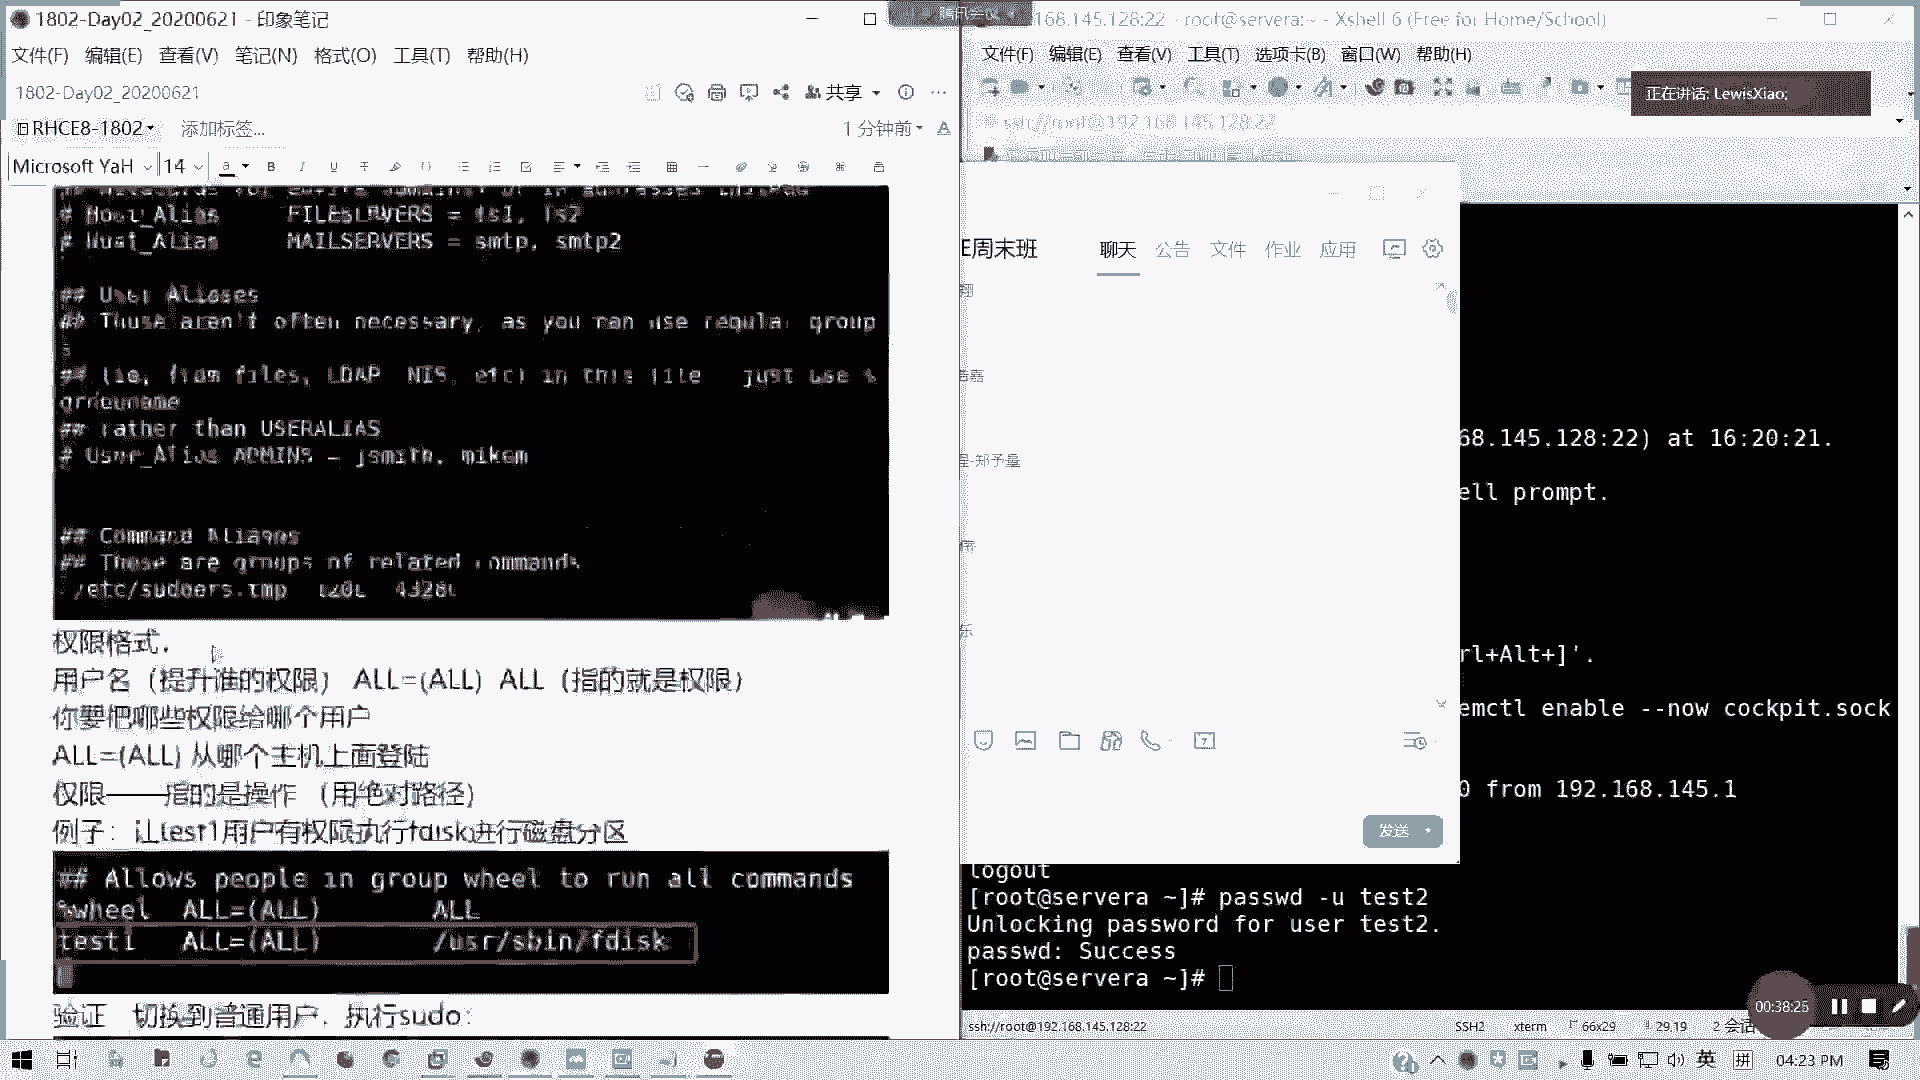 1802-Day02_20200621 - 印象笔记
文件(F) 编辑(E) 查看(V) 笔记(N) 格式(O) 工具(T) 帮助(H)
1802-Day02_20200621
共享
RHCE8-1802
添加标签...
1 分钟前
Microsoft YaH 14
# Host_Alias FILESERVERS = fs1, fs2
# Host_Alias MAILSERVERS = smtp, smtp2
## User Aliases
## These aren't often necessary, as you can use regular group
s
## (ie, from files, LDAP, NIS, etc) in this file - just use %
groupname
## rather than USERALIAS
# User_Alias ADMINS = jsmith, mikem
## Command Aliases
## These are groups of related commands
"/etc/sudoers.tmp" 120L, 4328C
权限格式:
用户名（提升谁的权限） ALL=(ALL) ALL（指的就是权限）
你要把哪些权限给哪个用户
ALL=(ALL) 从哪个主机上面登陆
权限——指的是操作 （用绝对路径）
例子：让test1用户有权限执行fdisk进行磁盘分区
## Allows people in group wheel to run all commands
%wheel ALL=(ALL) ALL
test1 ALL=(ALL) /usr/sbin/fdisk
验证 切换到普通用户，执行sudo：
腾讯会议
168.145.128:22 - root@servera:~ - Xshell 6 (Free for Home/School)
文件(F) 编辑(E) 查看(V) 工具(T) 选项卡(B) 窗口(W) 帮助(H)
正在讲话: LewisXiao;
ssh://root@192.168.145.128:22
E周末班
聊天 公告 文件 作业 应用
程-郑予曼
发送
68.145.128:22) at 16:20:21.
ell prompt.
rl+Alt+]'.
emctl enable --now cockpit.sock
0 from 192.168.145.1
logout
[root@servera ~]# passwd -u test2
Unlocking password for user test2.
passwd: Success
[root@servera ~]#
00:38:25
ssh://root@192.168.145.128:22
SSH2 xterm 66x29 29,19 2 会话
英 拼 04:23 PM